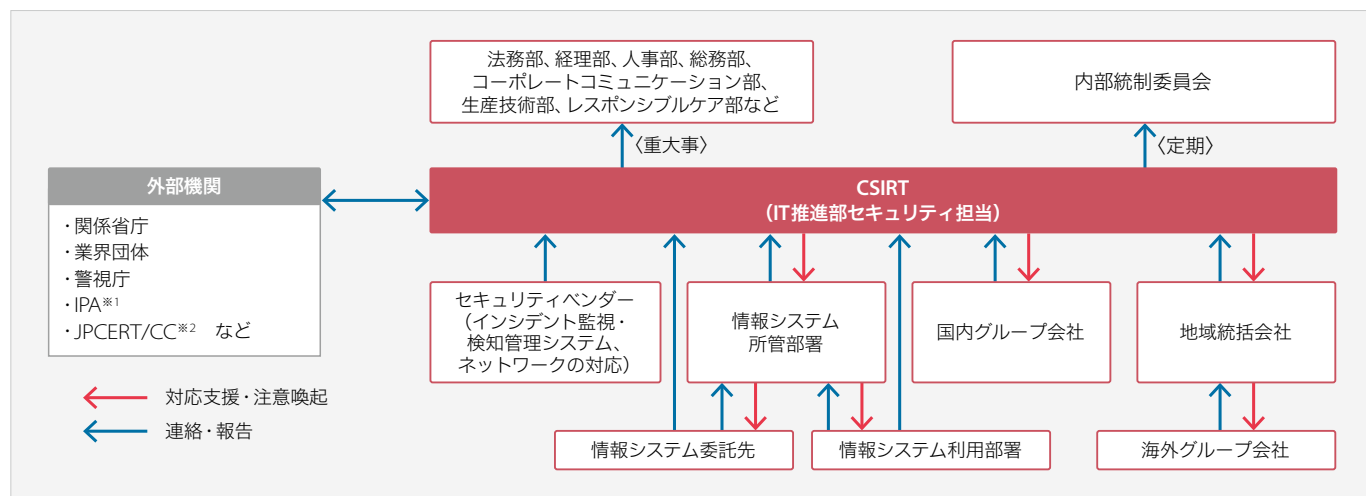 法務部、経理部、人事部、総務部、
コーポレートコミュニケーション部、
生産技術部、レスポンシブルケア部など
内部統制委員会
〈重大事〉
〈定期〉
外部機関
・関係省庁
・業界団体
・警視庁
・IPA※1
・JPCERT/CC※2 など
CSIRT
（IT推進部セキュリティ担当）
セキュリティベンダー
（インシデント監視・
検知管理システム、
ネットワークの対応）
情報システム
所管部署
国内グループ会社
地域統括会社
対応支援・注意喚起
連絡・報告
情報システム委託先
情報システム利用部署
海外グループ会社